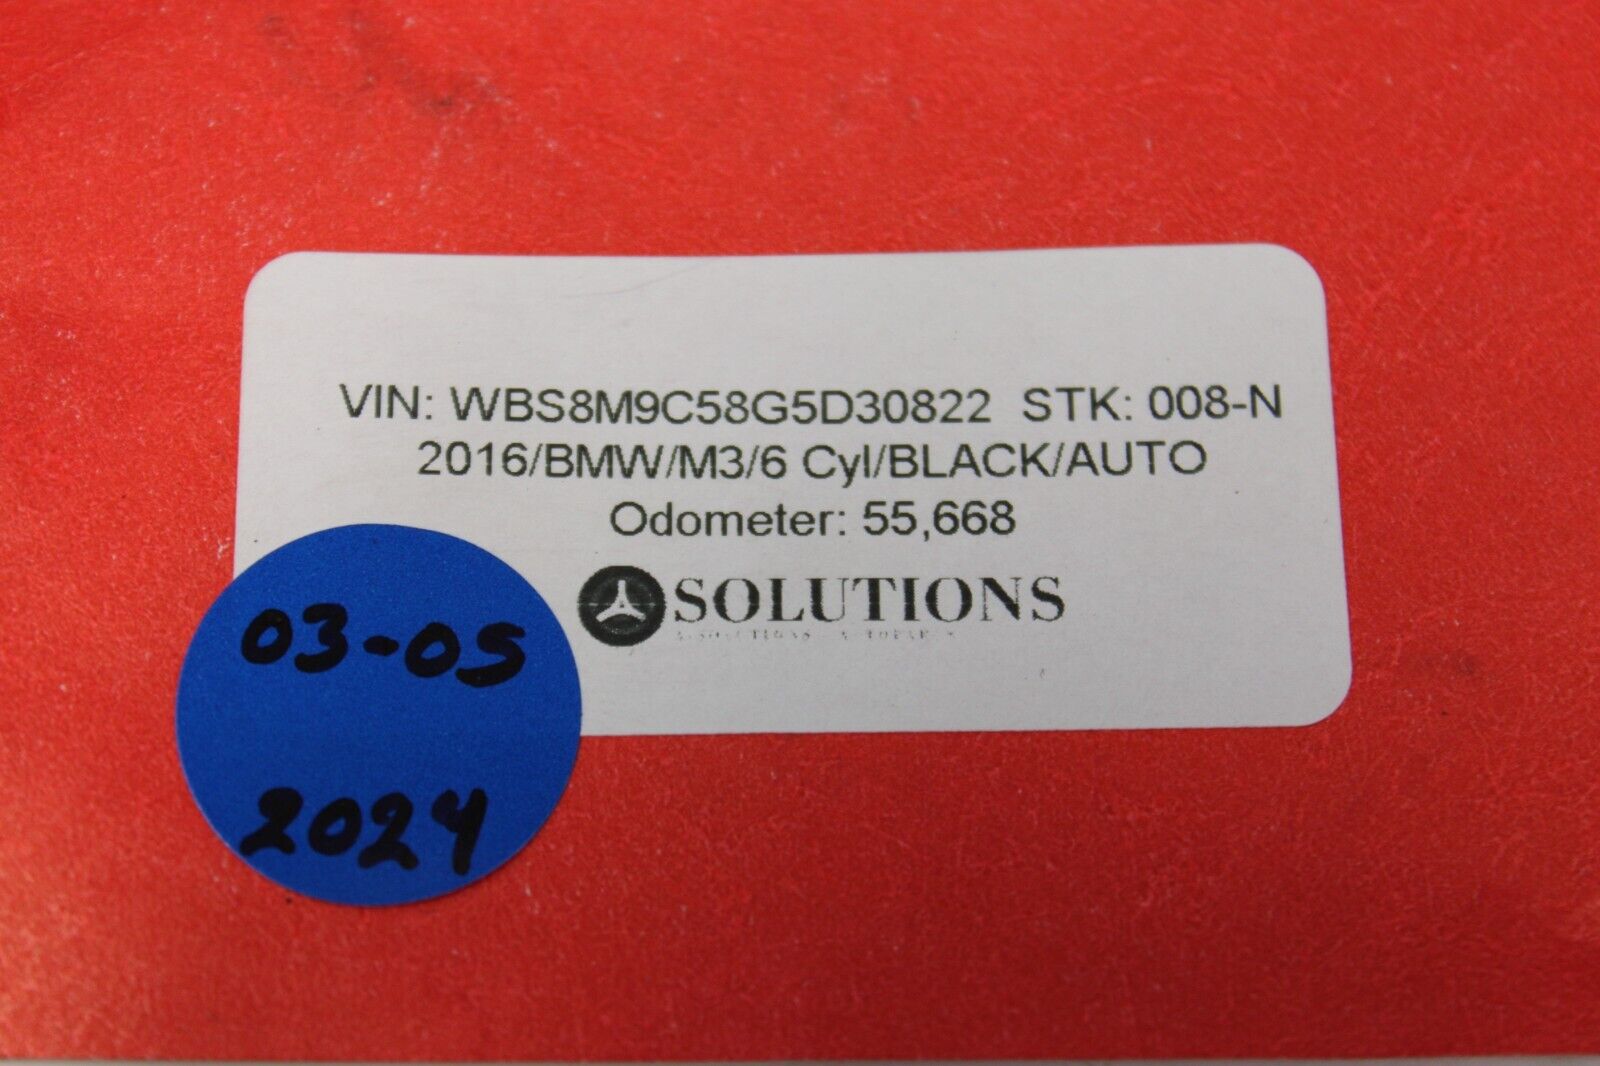 VIN: WBS8M9C58G5D30822 STK: 008-N
2016/BMW/M3/6 Cyl/BLACK/AUTO
Odometer: 55,668
SOLUTIONS
03-05
2024